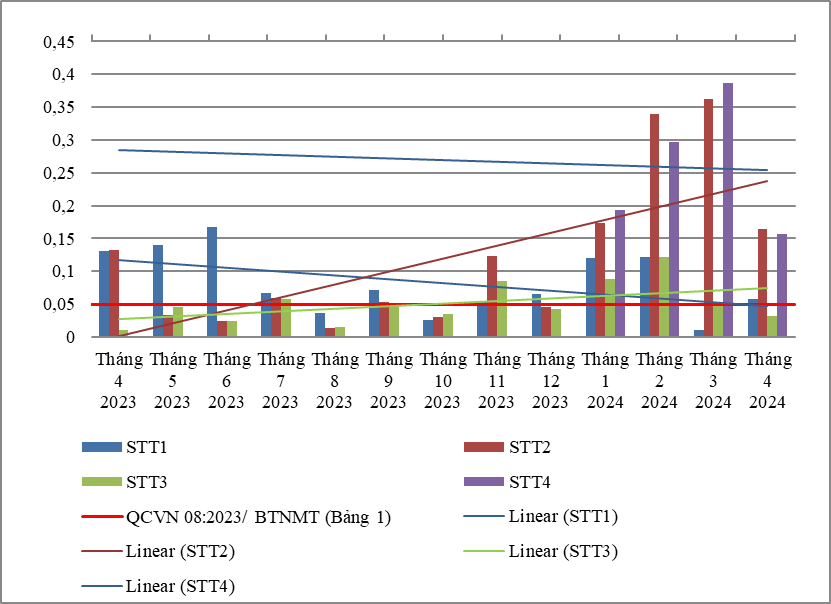 0,45
0,4
0,35
0,3
0,25
0,2
0,15
0,1
0,05
0
Tháng 4 2023
Tháng 5 2023
Tháng 6 2023
Tháng 7 2023
Tháng 8 2023
Tháng 9 2023
Tháng 10 2023
Tháng 11 2023
Tháng 12 2023
Tháng 1 2024
Tháng 2 2024
Tháng 3 2024
Tháng 4 2024
STT1
STT2
STT3
STT4
QCVN 08:2023/ BTNMT (Bảng 1)
Linear (STT1)
Linear (STT2)
Linear (STT3)
Linear (STT4)